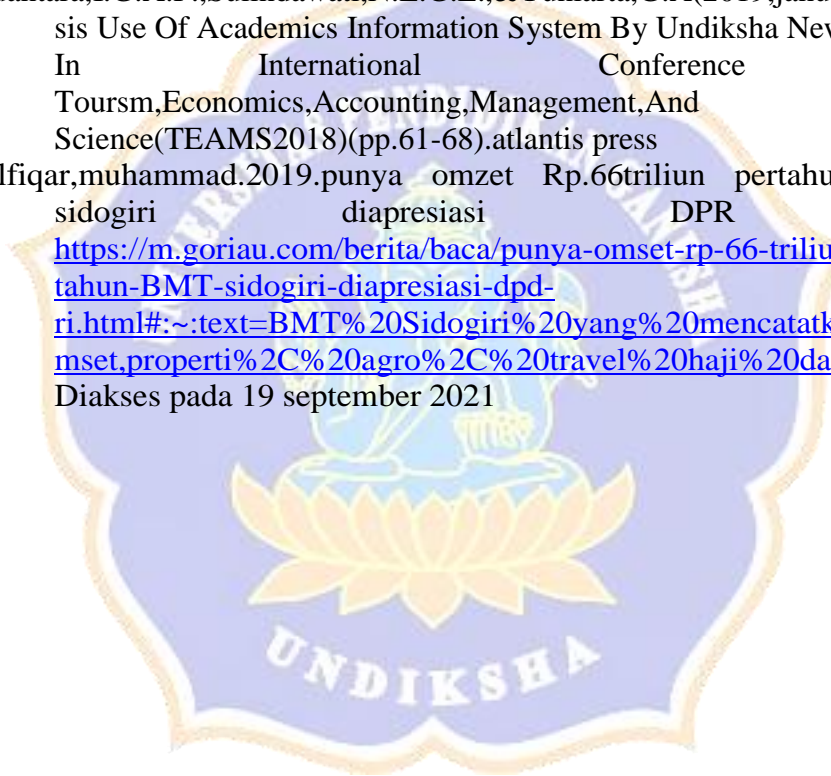 sis Use Of Academics Information System By Undiksha
In International Conference
Toursm,Economics,Accounting,Management,And
Science(TEAMS2018)(pp.61-68).atlantis press
lfiqar,muhammad.2019.punya omzet Rp.66triliun pertahu
sidogiri diapresiasi DPR
https://m.goriau.com/berita/baca/punya-omset-rp-66-triliu
tahun-BMT-sidogiri-diapresiasi-dpd-
ri.html#:~:text=BMT%20Sidogiri%20yang%20mencatatk
mset,properti%2C%20agro%2C%20travel%20haji%20da
Diakses pada 19 september 2021
UNIVERSITAS PENDIDIKAN GANESHA
UNDIKSHA